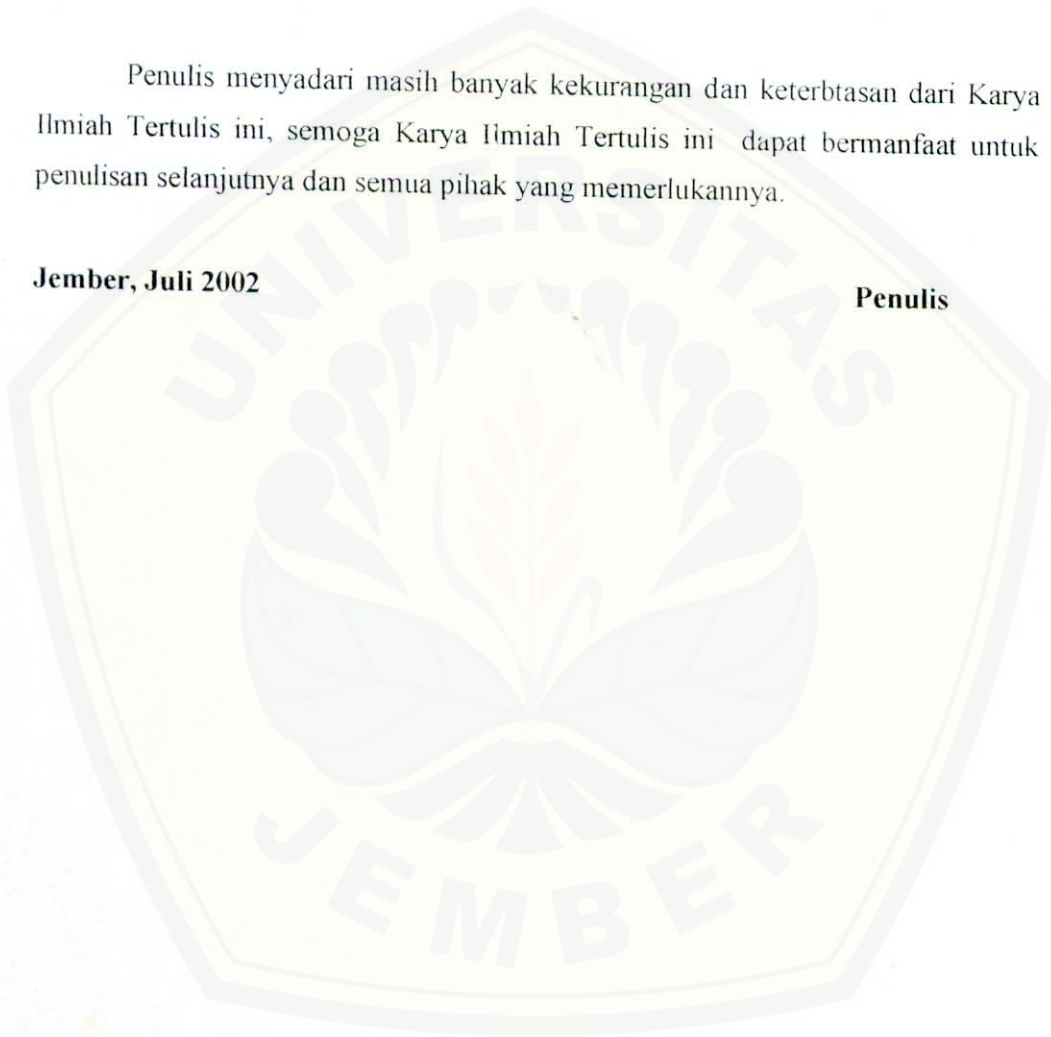 Penulis menyadari masih banyak kekurangan dan keterbtasan dari Karya
Ilmiah Tertulis ini, semoga Karya Ilmiah Tertulis ini dapat bermanfaat untuk
penulisan selanjutnya dan semua pihak yang memerlukannya.
Jember, Juli 2002
Penulis
UNIVERSITAS
JEMBER